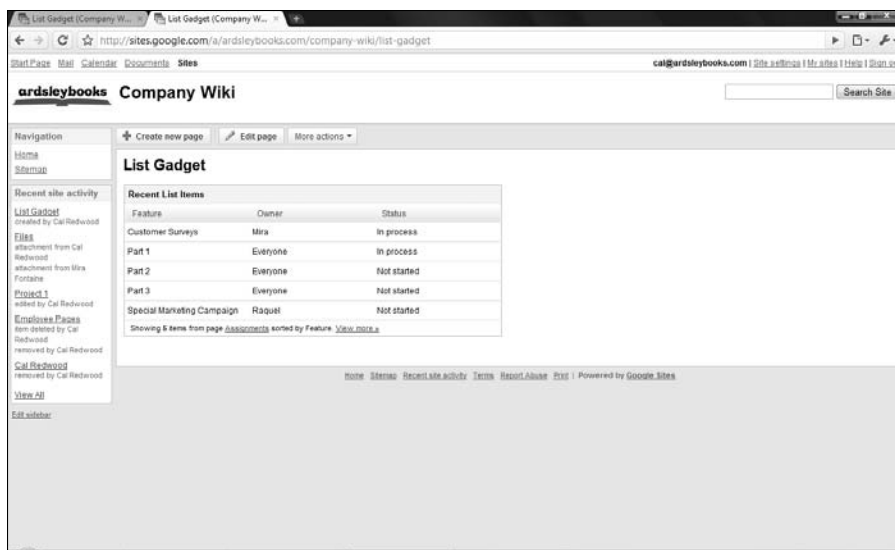 List Gadget (Company W...
List Gadget (Company W...
http://sites.google.com/a/ardsleybooks.com/company-wiki/list-gadget
Start Page Mail Calendar Documents Sites
cal@ardsleybooks.com | Site settings | My sites | Help | Sign
ardsleybooks Company Wiki
Search Site
Navigation
Home
Sitemap
Recent site activity
List Gadget
created by Cal Redwood
Files
attachment from Cal
Redwood
attachment from Mira
Fontaine
Project 1
edited by Cal Redwood
Employee Pages
item deleted by Cal
Redwood
removed by Cal Redwood
Cal Redwood
removed by Cal Redwood
View All
Edit sidebar
Create new page Edit page More actions
List Gadget
Recent List Items
Feature Owner Status
Customer Surveys Mira In process
Part 1 Everyone In process
Part 2 Everyone Not started
Part 3 Everyone Not started
Special Marketing Campaign Raquel Not started
Showing 5 items from page Assignments sorted by Feature. View more »
Home Sitemap Recent site activity Terms Report Abuse Print | Powered by Google Sites